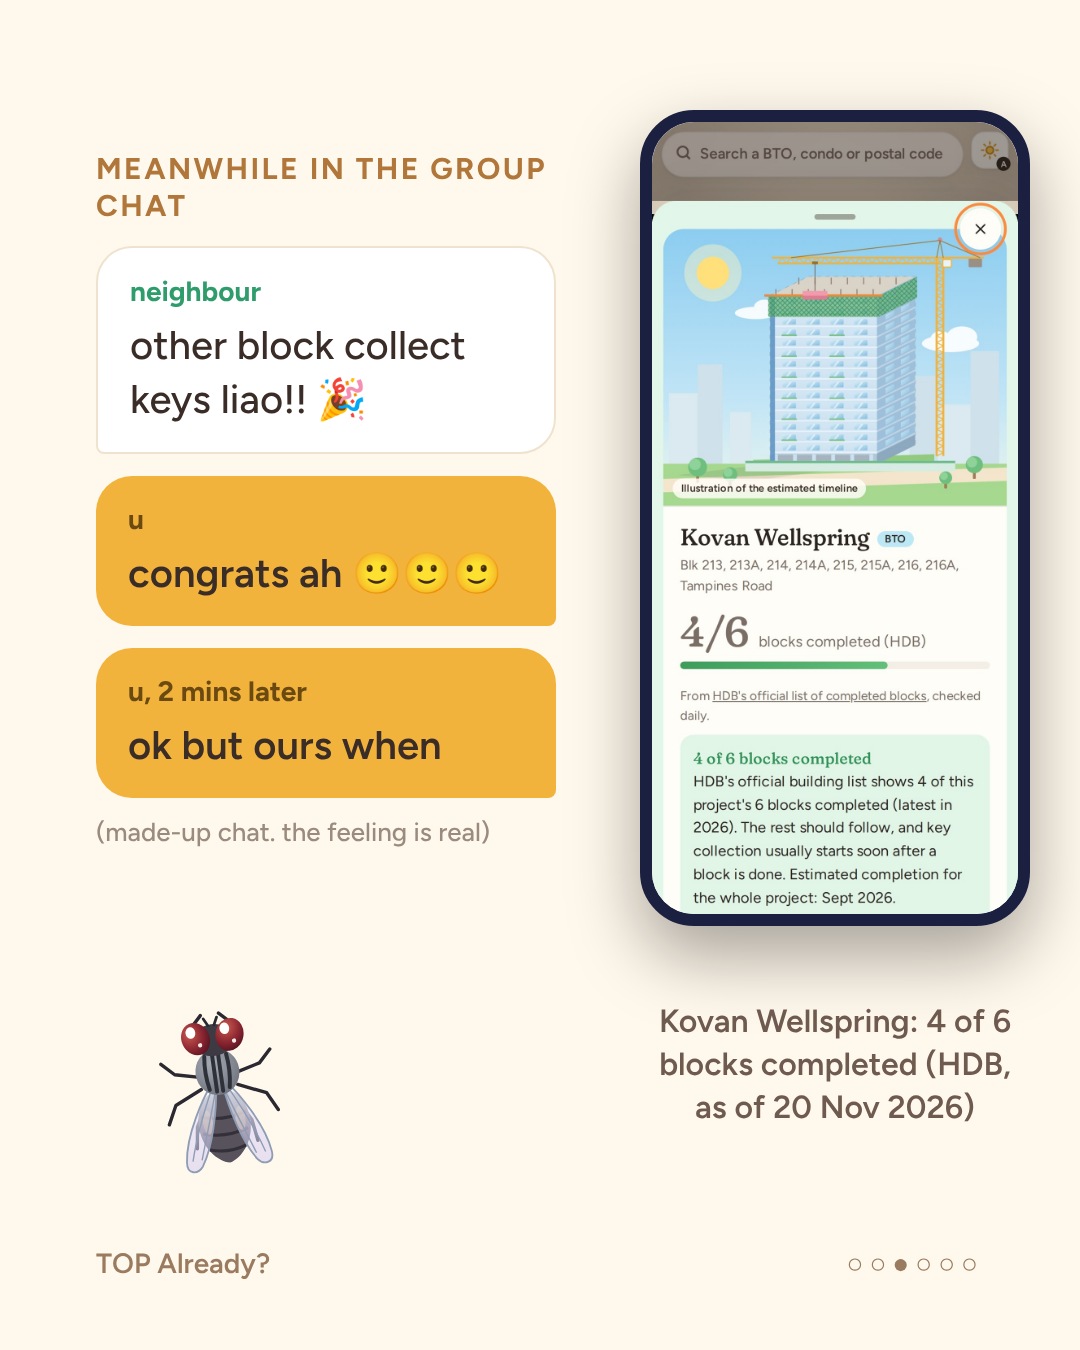 MEANWHILE IN THE GROUP
CHAT
neighbour
other block collect
keys liao!! 🎉
u
congrats ah 🙂🙂🙂
u, 2 mins later
ok but ours when
(made-up chat. the feeling is real)
Search a BTO, condo or postal code
A
Illustration of the estimated timeline
Kovan Wellspring BTO
Blk 213, 213A, 214, 214A, 215, 215A, 216, 216A,
Tampines Road
4/6 blocks completed (HDB)
From HDB's official list of completed blocks, checked
daily.
4 of 6 blocks completed
HDB's official building list shows 4 of this
project's 6 blocks completed (latest in
2026). The rest should follow, and key
collection usually starts soon after a
block is done. Estimated completion for
the whole project: Sept 2026.
Kovan Wellspring: 4 of 6
blocks completed (HDB,
as of 20 Nov 2026)
TOP Already?